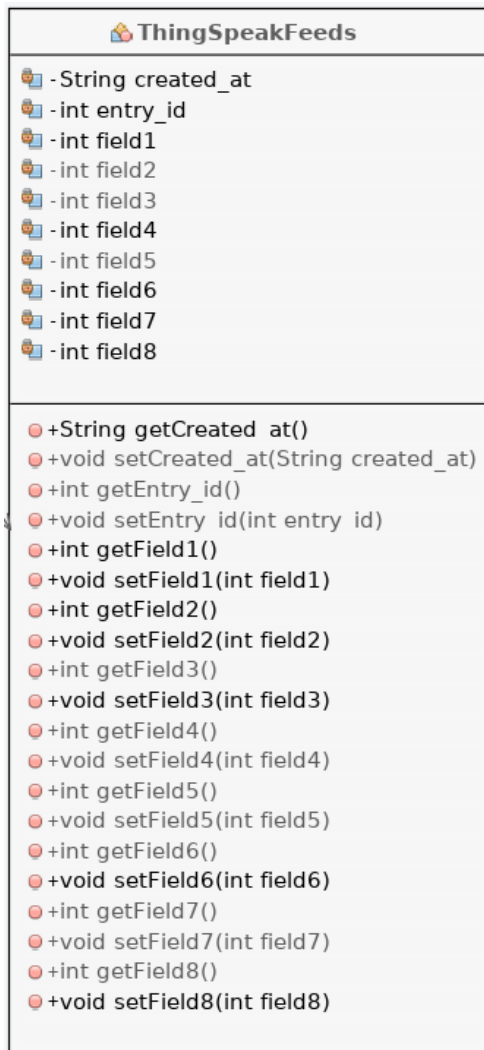 ThingSpeakFeeds
-String created_at
-int entry_id
-int field1
-int field2
-int field3
-int field4
-int field5
-int field6
-int field7
-int field8
+String getCreated at()
+void setCreated_at(String created_at)
+int getEntry_id()
+void setEntry id(int entry id)
+int getField1()
+void setField1(int field1)
+int getField2()
+void setField2(int field2)
+int getField3()
+void setField3(int field3)
+int getField4()
+void setField4(int field4)
+int getField5()
+void setField5(int field5)
+int getField6()
+void setField6(int field6)
+int getField7()
+void setField7(int field7)
+int getField8()
+void setField8(int field8)